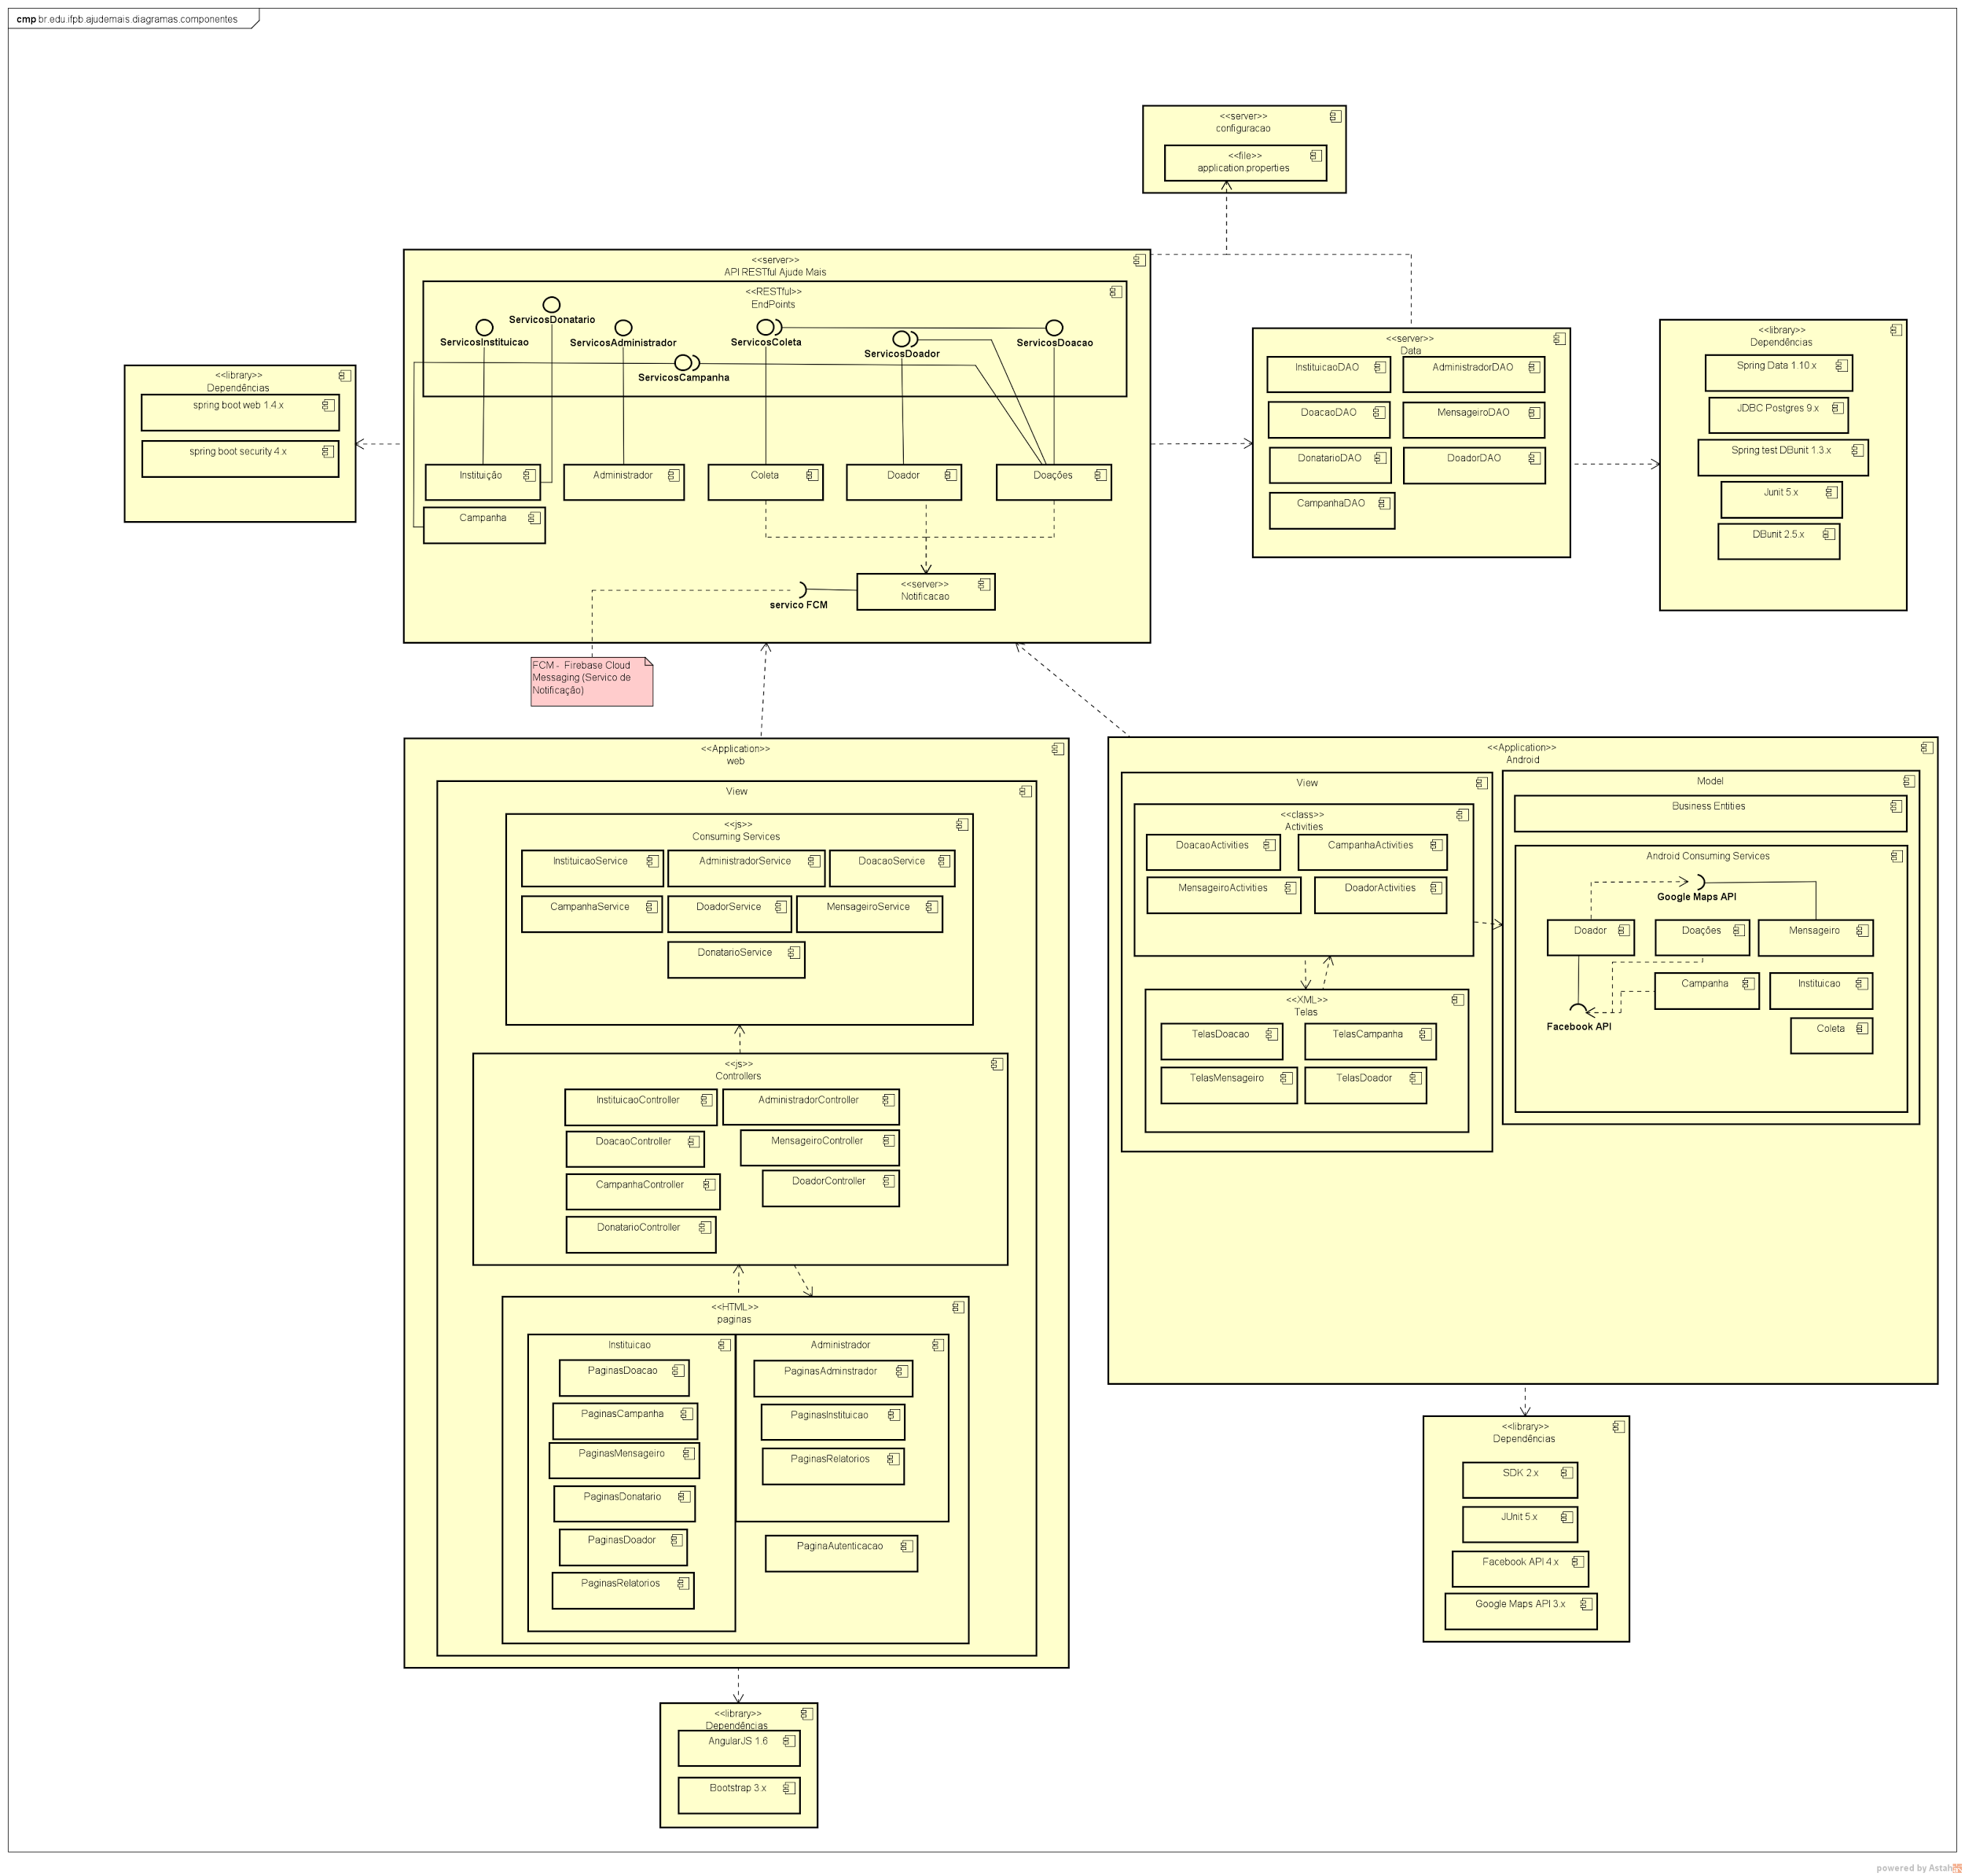 cmp br.edu.ifpb.ajudemais.diagramas.componentes
<<server>>
configuracao
<<file>>
application.properties
<<server>>
API RESTful Ajude Mais
<<RESTful>>
EndPoints
ServicosDonatario
ServicosInstituicao
ServicosAdministrador
ServicosColeta
ServicosDoador
ServicosDoacao
ServicosCampanha
Instituição
Administrador
Coleta
Doador
Doações
Campanha
<<server>>
Notificacao
servico FCM
FCM - Firebase Cloud
Messaging (Servico de
Notificação)
<<library>>
Dependências
spring boot web 1.4.x
spring boot security 4.x
<<server>>
Data
InstituicaoDAO
AdministradorDAO
DoacaoDAO
MensageiroDAO
DonatarioDAO
DoadorDAO
CampanhaDAO
<<library>>
Dependências
Spring Data 1.10.x
JDBC Postgres 9.x
Spring test DBunit 1.3.x
Junit 5.x
DBunit 2.5.x
<<Application>>
web
View
<<js>>
Consuming Services
InstituicaoService
AdministradorService
DoacaoService
CampanhaService
DoadorService
MensageiroService
DonatarioService
<<js>>
Controllers
InstituicaoController
AdministradorController
DoacaoController
MensageiroController
CampanhaController
DoadorController
DonatarioController
<<HTML>>
paginas
Instituicao
PaginasDoacao
PaginasCampanha
PaginasMensageiro
PaginasDonatario
PaginasDoador
PaginasRelatorios
Administrador
PaginasAdminstrador
PaginasInstituicao
PaginasRelatorios
PaginaAutenticacao
<<library>>
Dependências
AngularJS 1.6
Bootstrap 3.x
<<Application>>
Android
View
<<class>>
Activities
DoacaoActivities
CampanhaActivities
MensageiroActivities
DoadorActivities
<<XML>>
Telas
TelasDoacao
TelasCampanha
TelasMensageiro
TelasDoador
Model
Business Entities
Android Consuming Services
Google Maps API
Doador
Doações
Mensageiro
Campanha
Instituicao
Facebook API
Coleta
<<library>>
Dependências
SDK 2.x
JUnit 5.x
Facebook API 4.x
Google Maps API 3.x
powered by Astah